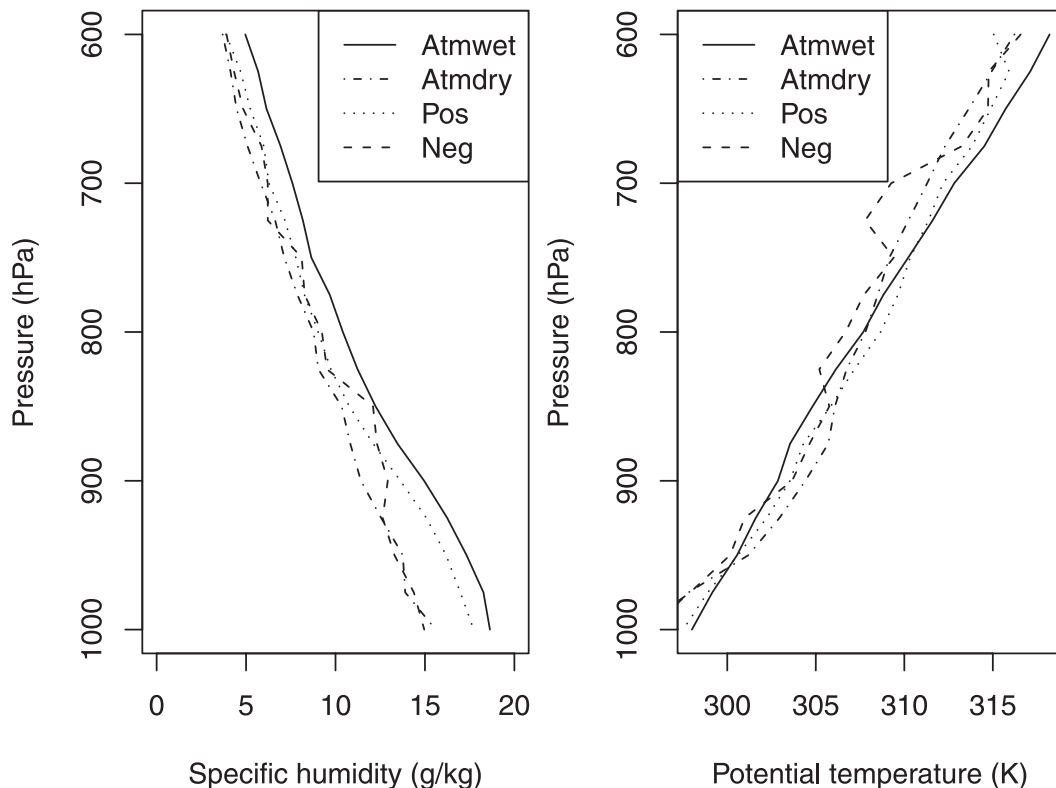 Atmwet
Atmdry
Pos
Neg
600
700
800
900
1000
Pressure (hPa)
0
5
10
15
20
Specific humidity (g/kg)
Atmwet
Atmdry
Pos
Neg
600
700
800
900
1000
Pressure (hPa)
300
305
310
315
Potential temperature (K)